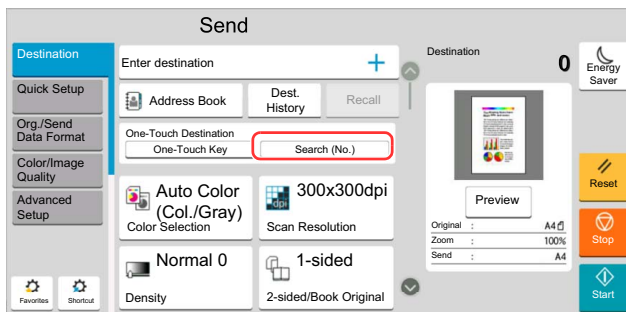 Send
Destination
Quick Setup
Org./Send
Data Format
Color/Image
Quality
Advanced
Setup
Favorites
Shortcut
Enter destination
+
Address Book
Dest.
History
Recall
One-Touch Destination
One-Touch Key
Search (No.)
Auto Color
(Col./Gray)
Color Selection
dpi
300x300dpi
Scan Resolution
Normal 0
Density
1-sided
2-sided/Book Original
Destination
0
Preview
Original : A4
Zoom : 100%
Send : A4
Energy
Saver
Reset
Stop
Start